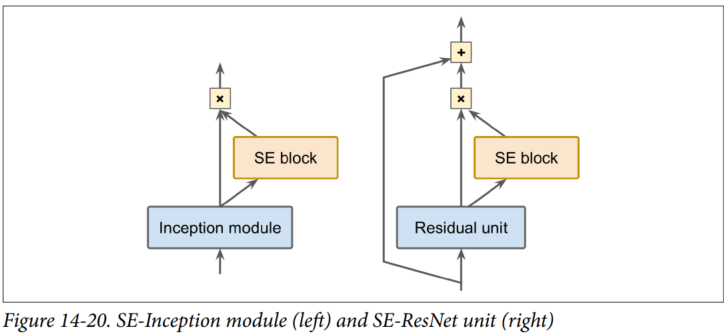 +
×
×
SE block
SE block
Inception module
Residual unit
Figure 14-20. SE-Inception module (left) and SE-ResNet unit (right)